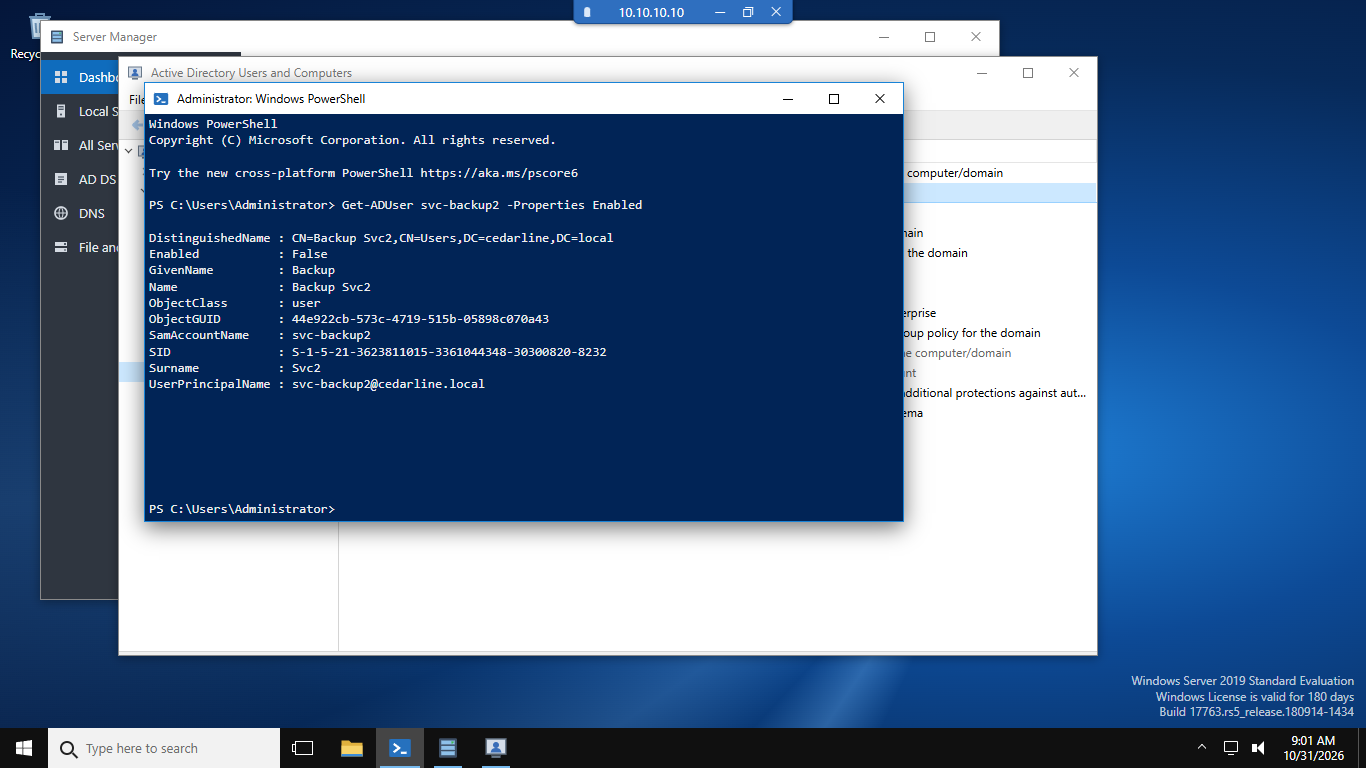 10.10.10.10
Recyc
Server Manager
Dashb
Local S
All Serv
AD DS
DNS
File and
Active Directory Users and Computers
File
Administrator: Windows PowerShell
Windows PowerShell
Copyright (C) Microsoft Corporation. All rights reserved.
Try the new cross-platform PowerShell https://aka.ms/pscore6
PS C:\Users\Administrator> Get-ADUser svc-backup2 -Properties Enabled
DistinguishedName : CN=Backup Svc2,CN=Users,DC=cedarline,DC=local
Enabled : False
GivenName : Backup
Name : Backup Svc2
ObjectClass : user
ObjectGUID : 44e922cb-573c-4719-515b-05898c070a43
SamAccountName : svc-backup2
SID : S-1-5-21-3623811015-3361044348-30300820-8232
Surname : Svc2
UserPrincipalName : svc-backup2@cedarline.local
PS C:\Users\Administrator>
computer/domain
main
the domain
erprise
oup policy for the domain
e computer/domain
nt
additional protections against aut...
ema
Windows Server 2019 Standard Evaluation
Windows License is valid for 180 days
Build 17763.rs5_release.180914-1434
Type here to search
9:01 AM
10/31/2026